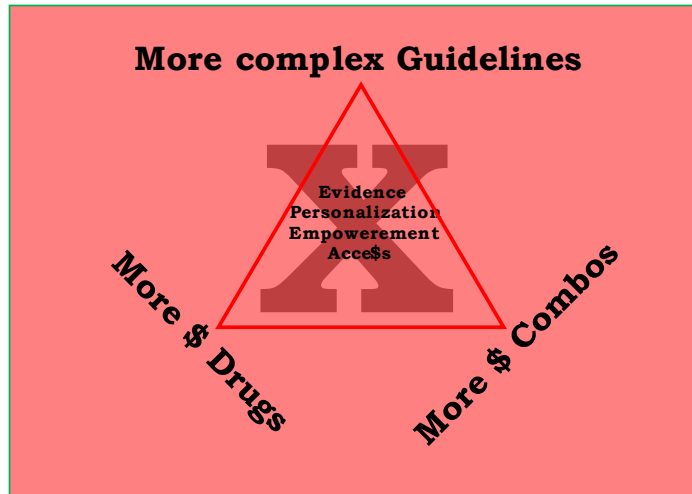 More complex Guidelines
X
Evidence
Personalization
Empowerement
Acce$s
More $ Drugs
More $ Combos